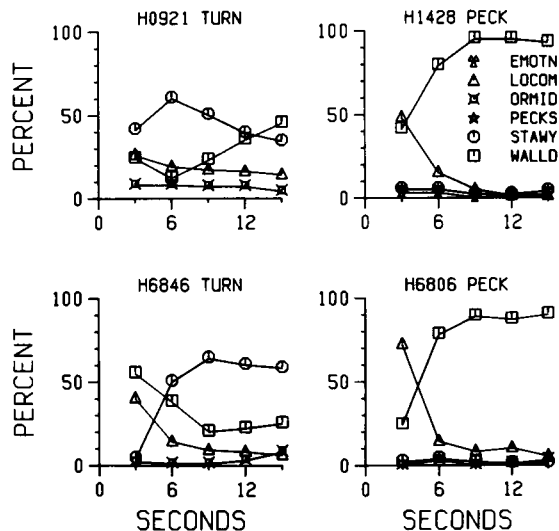 H0921 TURN
PERCENT
100
50
0
0 6 12
H1428 PECK
100
50
0
0 6 12
EMOTN
LOCOM
ORMID
PECKS
STAWY
WALLD
H6846 TURN
PERCENT
100
50
0
0 6 12
SECONDS
H6806 PECK
100
50
0
0 6 12
SECONDS